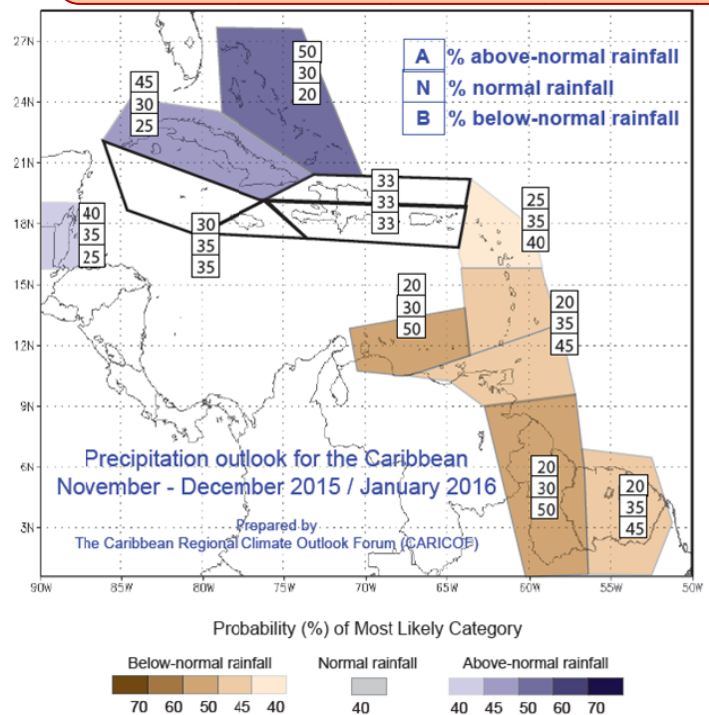 A % above-normal rainfall
N % normal rainfall
B % below-normal rainfall
27N
24N
21N
18N
15N
12N
9N
6N
3N
50
30
20
45
30
25
33
33
33
40
35
25
30
35
35
25
35
40
20
30
50
20
35
45
20
30
50
20
35
45
Precipitation outlook for the Caribbean
November - December 2015 / January 2016
Prepared by
The Caribbean Regional Climate Outlook Forum (CARICOF)
90W 85W 80W 75W 70W 65W 60W 55W 50W
Probability (%) of Most Likely Category
Below-normal rainfall Normal rainfall Above-normal rainfall
70 60 50 45 40 40 40 45 50 60 70